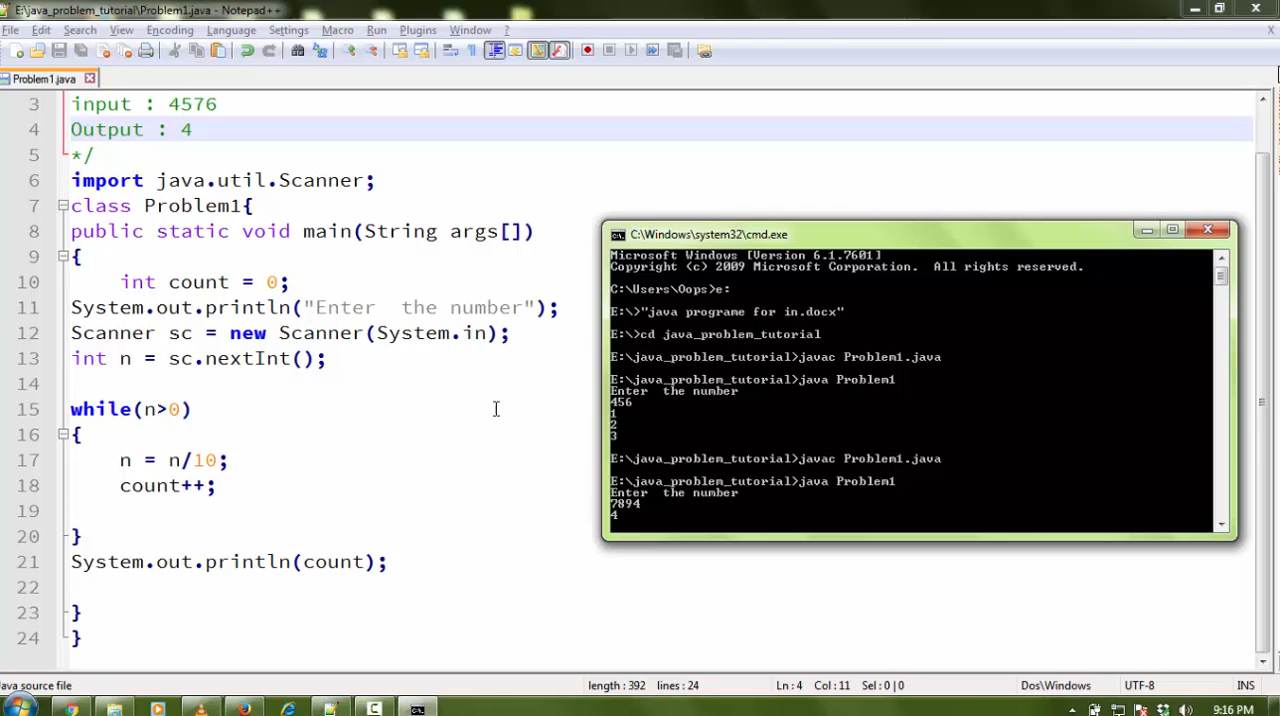 E:\java_problem_tutorial\Problem1.java - Notepad++
File Edit Search View Encoding Language Settings Macro Run Plugins Window ?
X
Problem1.java
3 input : 4576
4 Output : 4
5 */
6 import java.util.Scanner;
7 class Problem1{
8 public static void main(String args[])
9 {
10 int count = 0;
11 System.out.println("Enter  the number");
12 Scanner sc = new Scanner(System.in);
13 int n = sc.nextInt();
14
15 while(n>0)
16 {
17 n = n/10;
18 count++;
19
20 }
21 System.out.println(count);
22
23 }
24 }
C:\Windows\system32\cmd.exe
Microsoft Windows [Version 6.1.7601]
Copyright (c) 2009 Microsoft Corporation.  All rights reserved.
C:\Users\Oops>e:
E:\>"java programe for in.docx"
E:\>cd java_problem_tutorial
E:\java_problem_tutorial>javac Problem1.java
E:\java_problem_tutorial>java Problem1
Enter  the number
456
1
2
3
E:\java_problem_tutorial>javac Problem1.java
E:\java_problem_tutorial>java Problem1
Enter  the number
7894
4
Java source file length : 392 lines : 24 Ln : 4 Col : 11 Sel : 0 | 0 Dos\Windows UTF-8 INS
9:16 PM